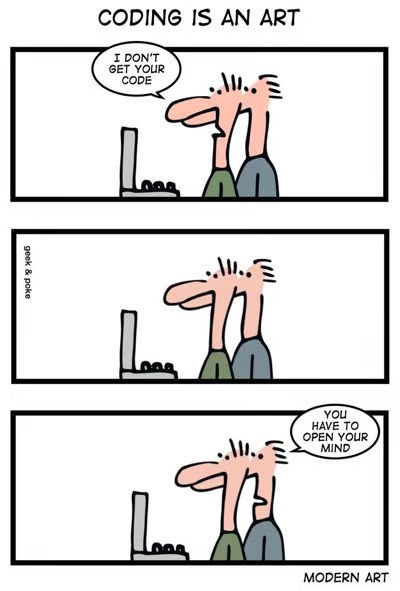 CODING IS AN ART
I DON'T
GET YOUR
CODE
geek & poke
YOU
HAVE TO
OPEN YOUR
MIND
MODERN ART